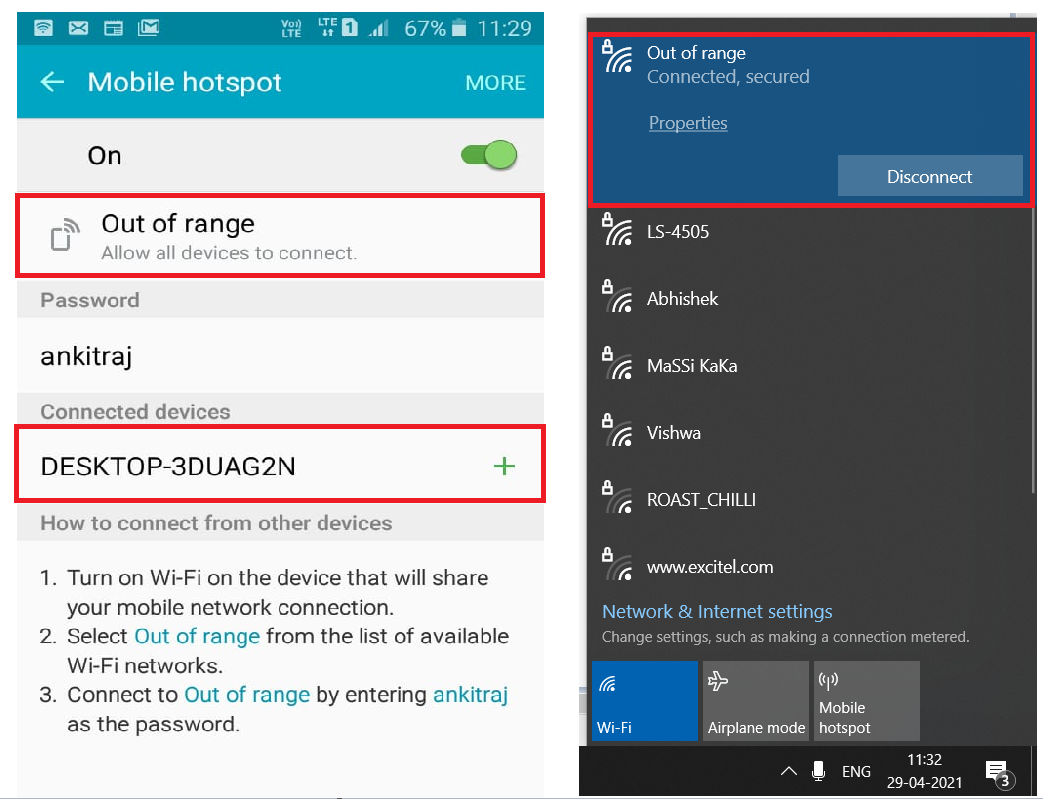 VoLTE LTE 1 67% 11:29
Mobile hotspot MORE
On
Out of range
Allow all devices to connect.
Password
ankitraj
Connected devices
DESKTOP-3DUAG2N
How to connect from other devices
1. Turn on Wi-Fi on the device that will share
your mobile network connection.
2. Select Out of range from the list of available
Wi-Fi networks.
3. Connect to Out of range by entering ankitraj
as the password.
Out of range
Connected, secured
Properties
Disconnect
LS-4505
Abhishek
MaSSi KaKa
Vishwa
ROAST_CHILLI
www.excitel.com
Network & Internet settings
Change settings, such as making a connection metered.
Wi-Fi
Airplane mode
Mobile
hotspot
ENG
11:32
29-04-2021
3